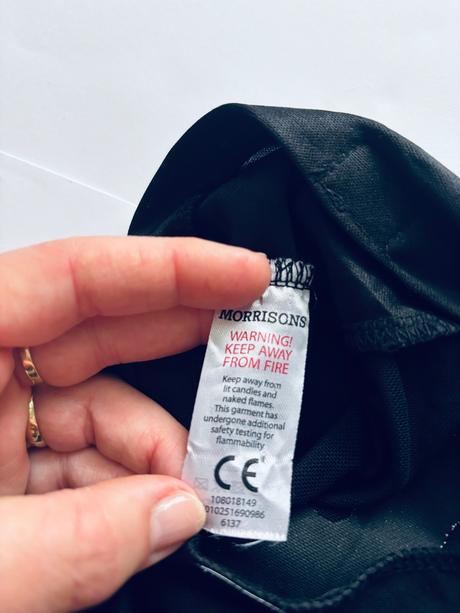 MORRISONS
WARNING!
KEEP AWAY
FROM FIRE
Keep away from
lit candles and
naked flames.
This garment has
undergone additional
safety testing for
flammability
CE
108018149
010251690986
6137